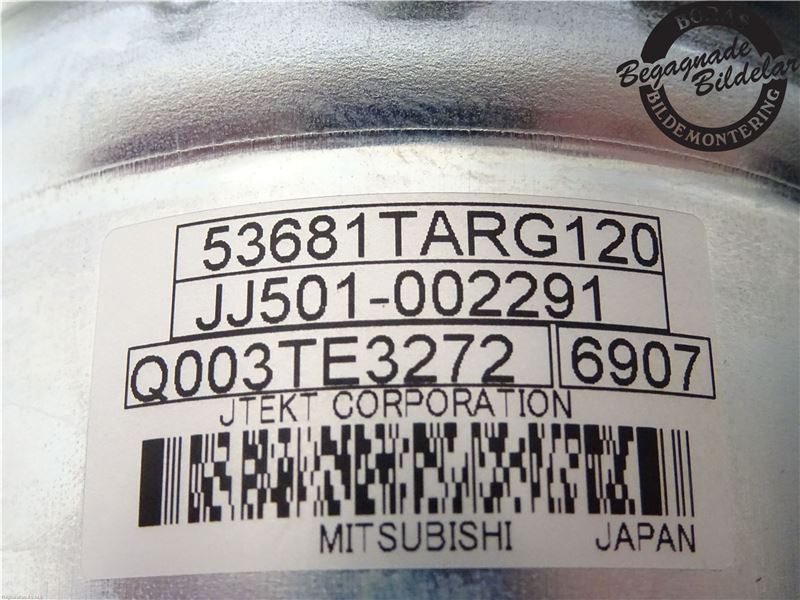 BORÅS
Begagnade
Bildelar
BILDEMONTERING
53681TARG120
JJ501-002291
Q003TE3272 6907
JTEKT CORPORATION
MITSUBISHI JAPAN